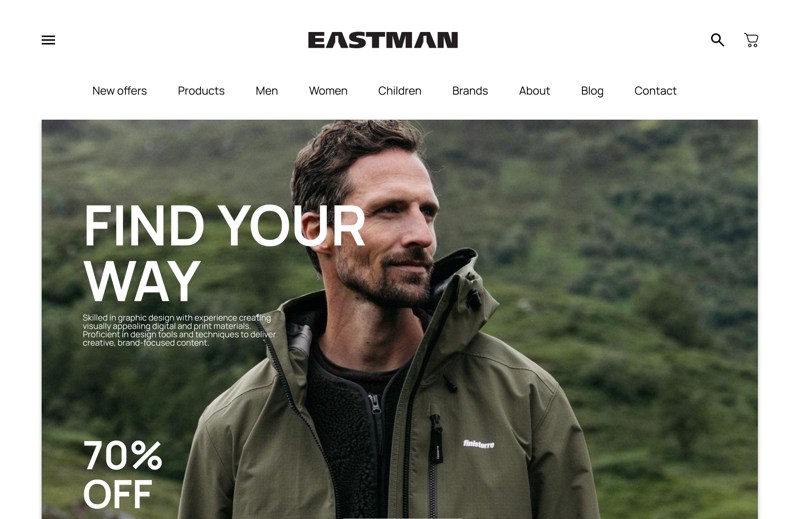 EASTMAN
New offers Products Men Women Children Brands About Blog Contact
FIND YOUR
WAY
Skilled in graphic design with experience creating
visually appealing digital and print materials.
Proficient in design tools and techniques to deliver
creative, brand-focused content.
finisterre
70%
OFF